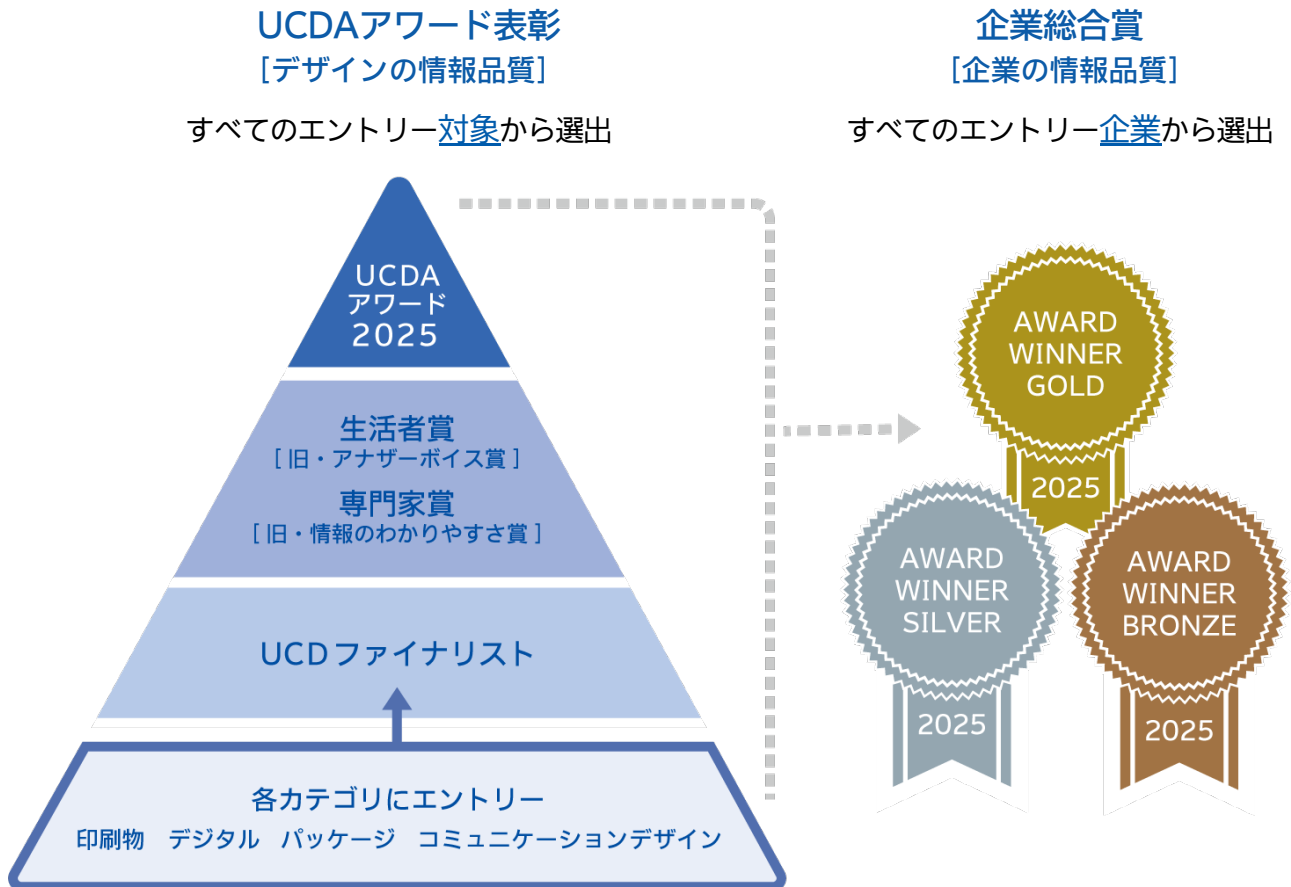 UCDAアワード表彰
[デザインの情報品質]
すべてのエントリー対象から選出
UCDA
アワード
2025
生活者賞
[ 旧・アナザーボイス賞 ]
専門家賞
[ 旧・情報のわかりやすさ賞 ]
UCDファイナリスト
各カテゴリにエントリー
印刷物 デジタル パッケージ コミュニケーションデザイン
企業総合賞
[企業の情報品質]
すべてのエントリー企業から選出
AWARD
WINNER
GOLD
2025
AWARD
WINNER
SILVER
2025
AWARD
WINNER
BRONZE
2025